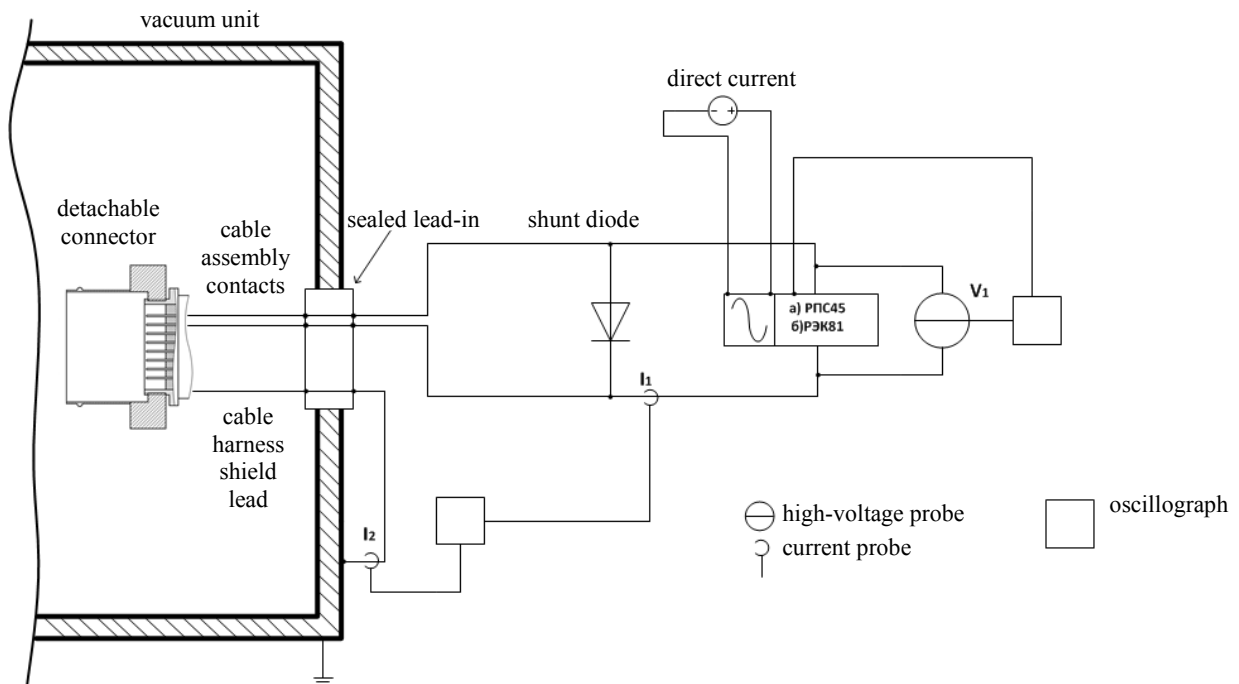 vacuum unit
direct current
- +
detachable
connector
cable
assembly
contacts
sealed lead-in
shunt diode
V1
а) РПС45
б)РЭК81
I1
cable
harness
shield
lead
I2
high-voltage probe
current probe
oscillograph